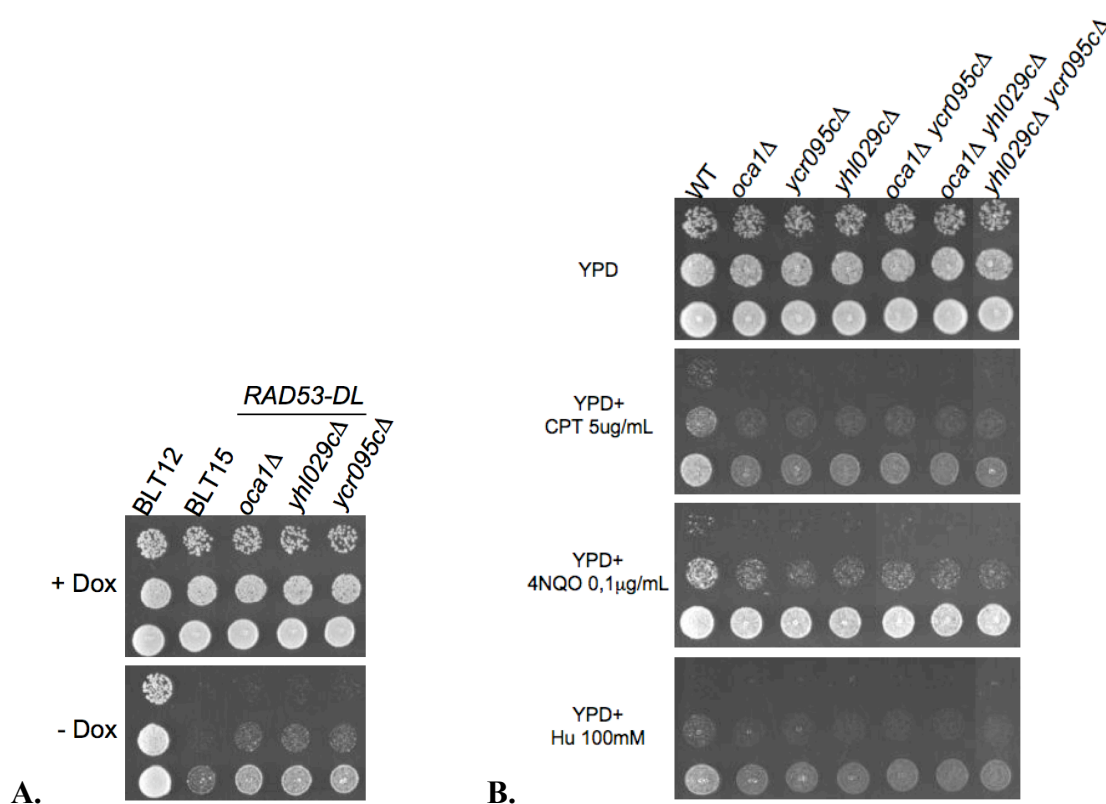 RAD53-DL
BLT12
BLT15
oca1Δ
yhl029cΔ
ycr095cΔ
+ Dox
- Dox
A.
WT
oca1Δ
ycr095cΔ
yhl029cΔ
oca1Δ ycr095cΔ
oca1Δ yhl029cΔ
yhl029cΔ ycr095cΔ
YPD
YPD+
CPT 5ug/mL
YPD+
4NQO 0,1µg/mL
YPD+
Hu 100mM
B.